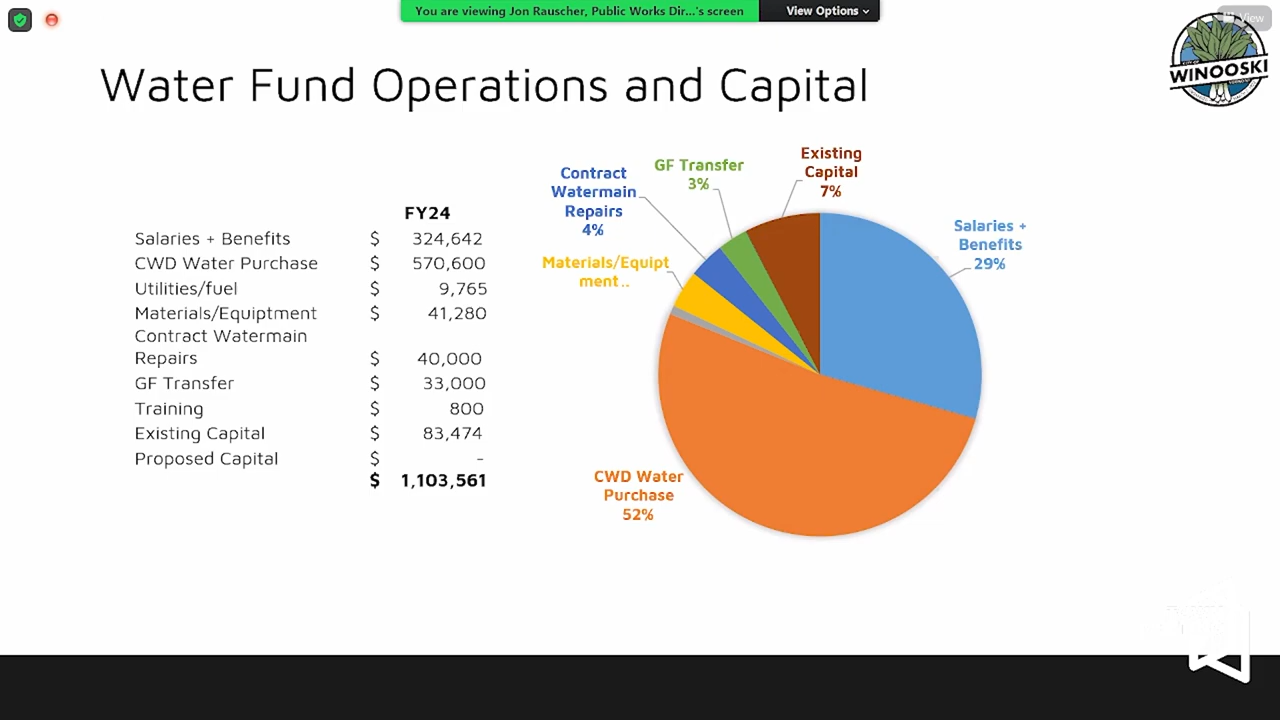 You are viewing Jon Rauscher, Public Works Dir...'s screen
View Options
View
WINOOSKI
Water Fund Operations and Capital
FY24
Salaries + Benefits $ 324,642
CWD Water Purchase $ 570,600
Utilities/fuel $ 9,765
Materials/Equiptment $ 41,280
Contract Watermain
Repairs $ 40,000
GF Transfer $ 33,000
Training $ 800
Existing Capital $ 83,474
Proposed Capital $ -
$ 1,103,561
Existing
Capital
7%
GF Transfer
3%
Contract
Watermain
Repairs
4%
Materials/Equipt
ment ..
Salaries +
Benefits
29%
CWD Water
Purchase
52%